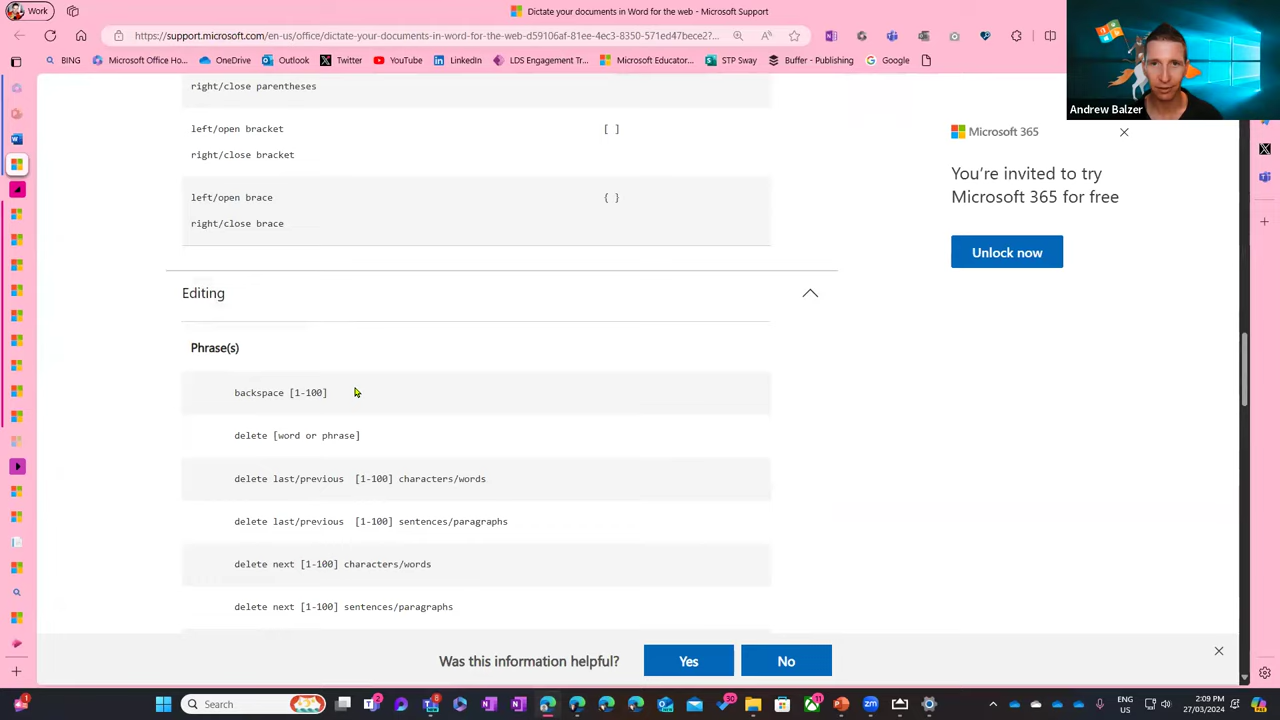 Work
Dictate your documents in Word for the web - Microsoft Support
https://support.microsoft.com/en-us/office/dictate-your-documents-in-word-for-the-web-d59106af-81ee-4ec3-8350-571ed47bece2?...
BING
Microsoft Office Ho...
OneDrive
Outlook
Twitter
YouTube
LinkedIn
LDS Engagement Tr...
Microsoft Educator...
STP Sway
Buffer - Publishing
Google
Andrew Balzer
right/close parentheses
left/open bracket
[ ]
right/close bracket
left/open brace
{ }
right/close brace
Microsoft 365
You're invited to try
Microsoft 365 for free
Unlock now
Editing
Phrase(s)
backspace [1-100]
delete [word or phrase]
delete last/previous [1-100] characters/words
delete last/previous [1-100] sentences/paragraphs
delete next [1-100] characters/words
delete next [1-100] sentences/paragraphs
Was this information helpful?
Yes
No
Search
ENG
US
2:09 PM
27/03/2024